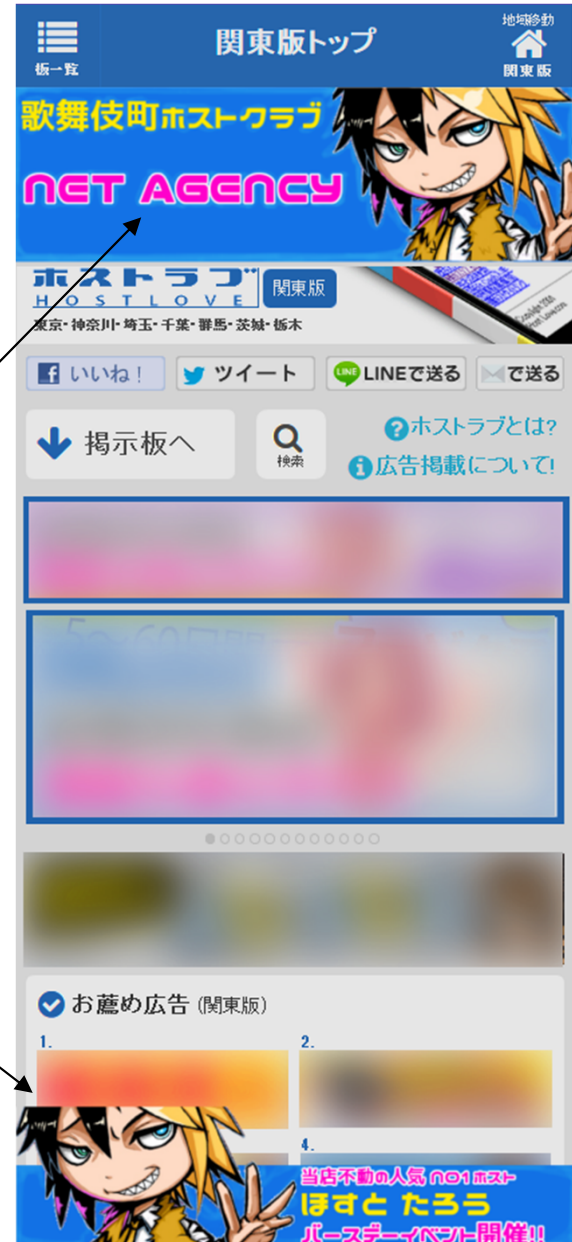 板一覧
関東版トップ
地域移動
関東版
歌舞伎町ホストクラブ
NET AGENCY
ホストラブ
HOSTLOVE
関東版
東京・神奈川・埼玉・千葉・群馬・茨城・栃木
いいね!
ツイート
LINEで送る
で送る
掲示板へ
検索
ホストラブとは?
広告掲載について!
お薦め広告 (関東版)
1.
2.
4.
当店不動の人気 NO1ホスト
ほすと たろう
バースデーイベント開催!!